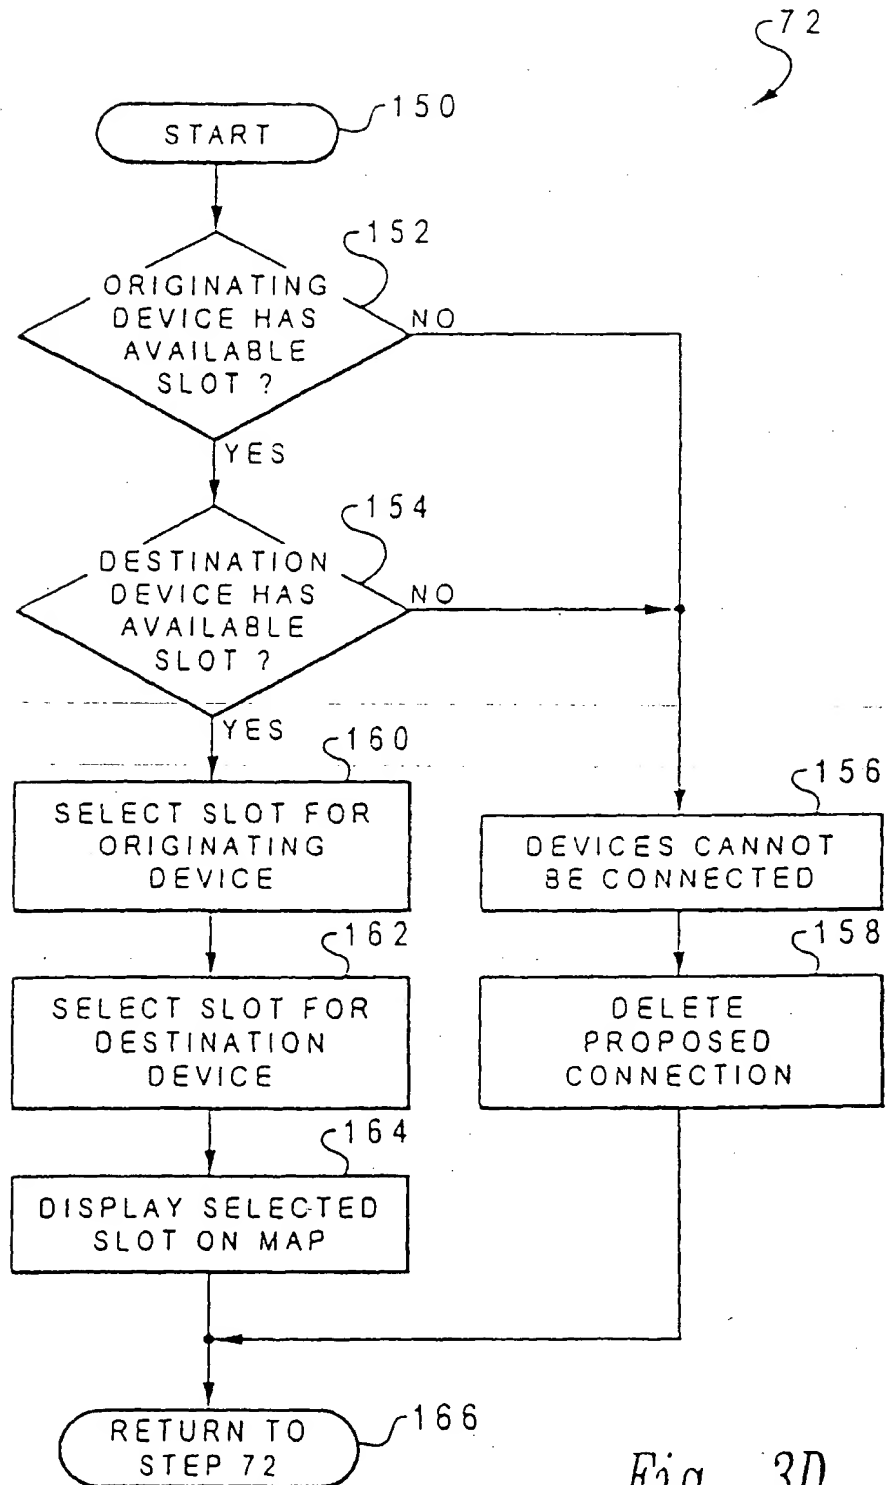 72
START
150
152
ORIGINATING
DEVICE HAS
AVAILABLE
SLOT ?
NO
YES
154
DESTINATION
DEVICE HAS
AVAILABLE
SLOT ?
NO
YES
160
SELECT SLOT FOR
ORIGINATING
DEVICE
156
DEVICES CANNOT
BE CONNECTED
162
SELECT SLOT FOR
DESTINATION
DEVICE
158
DELETE
PROPOSED
CONNECTION
164
DISPLAY SELECTED
SLOT ON MAP
RETURN TO
STEP 72
166
Fig. 3D